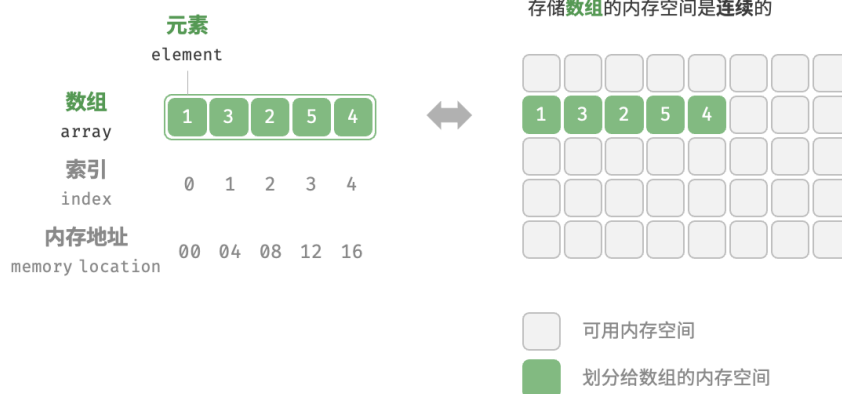 元素
element
数组
array
1 3 2 5 4
索引
index
0 1 2 3 4
内存地址
memory location
00 04 08 12 16
存储数组的内存空间是连续的
1 3 2 5 4
可用内存空间
划分给数组的内存空间